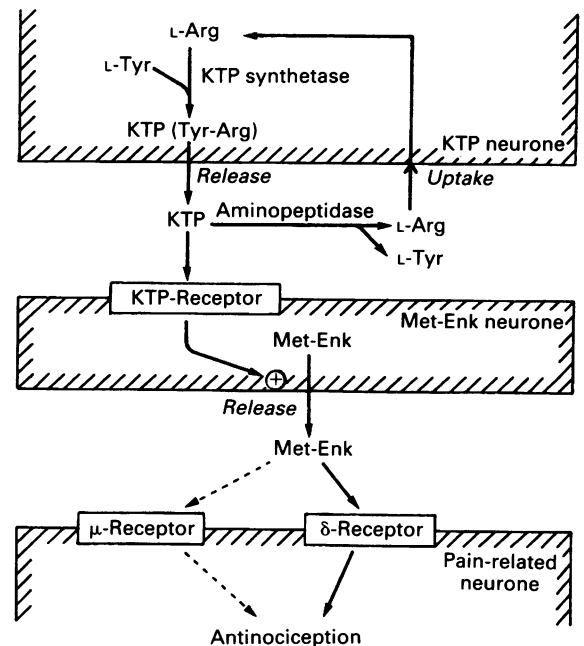 L-Arg
L-Tyr
KTP synthetase
KTP (Tyr-Arg)
KTP neurone
Release
Uptake
KTP
Aminopeptidase
L-Arg
L-Tyr
KTP-Receptor
Met-Enk neurone
Met-Enk
+
Release
Met-Enk
μ-Receptor
δ-Receptor
Pain-related
neurone
Antinociception